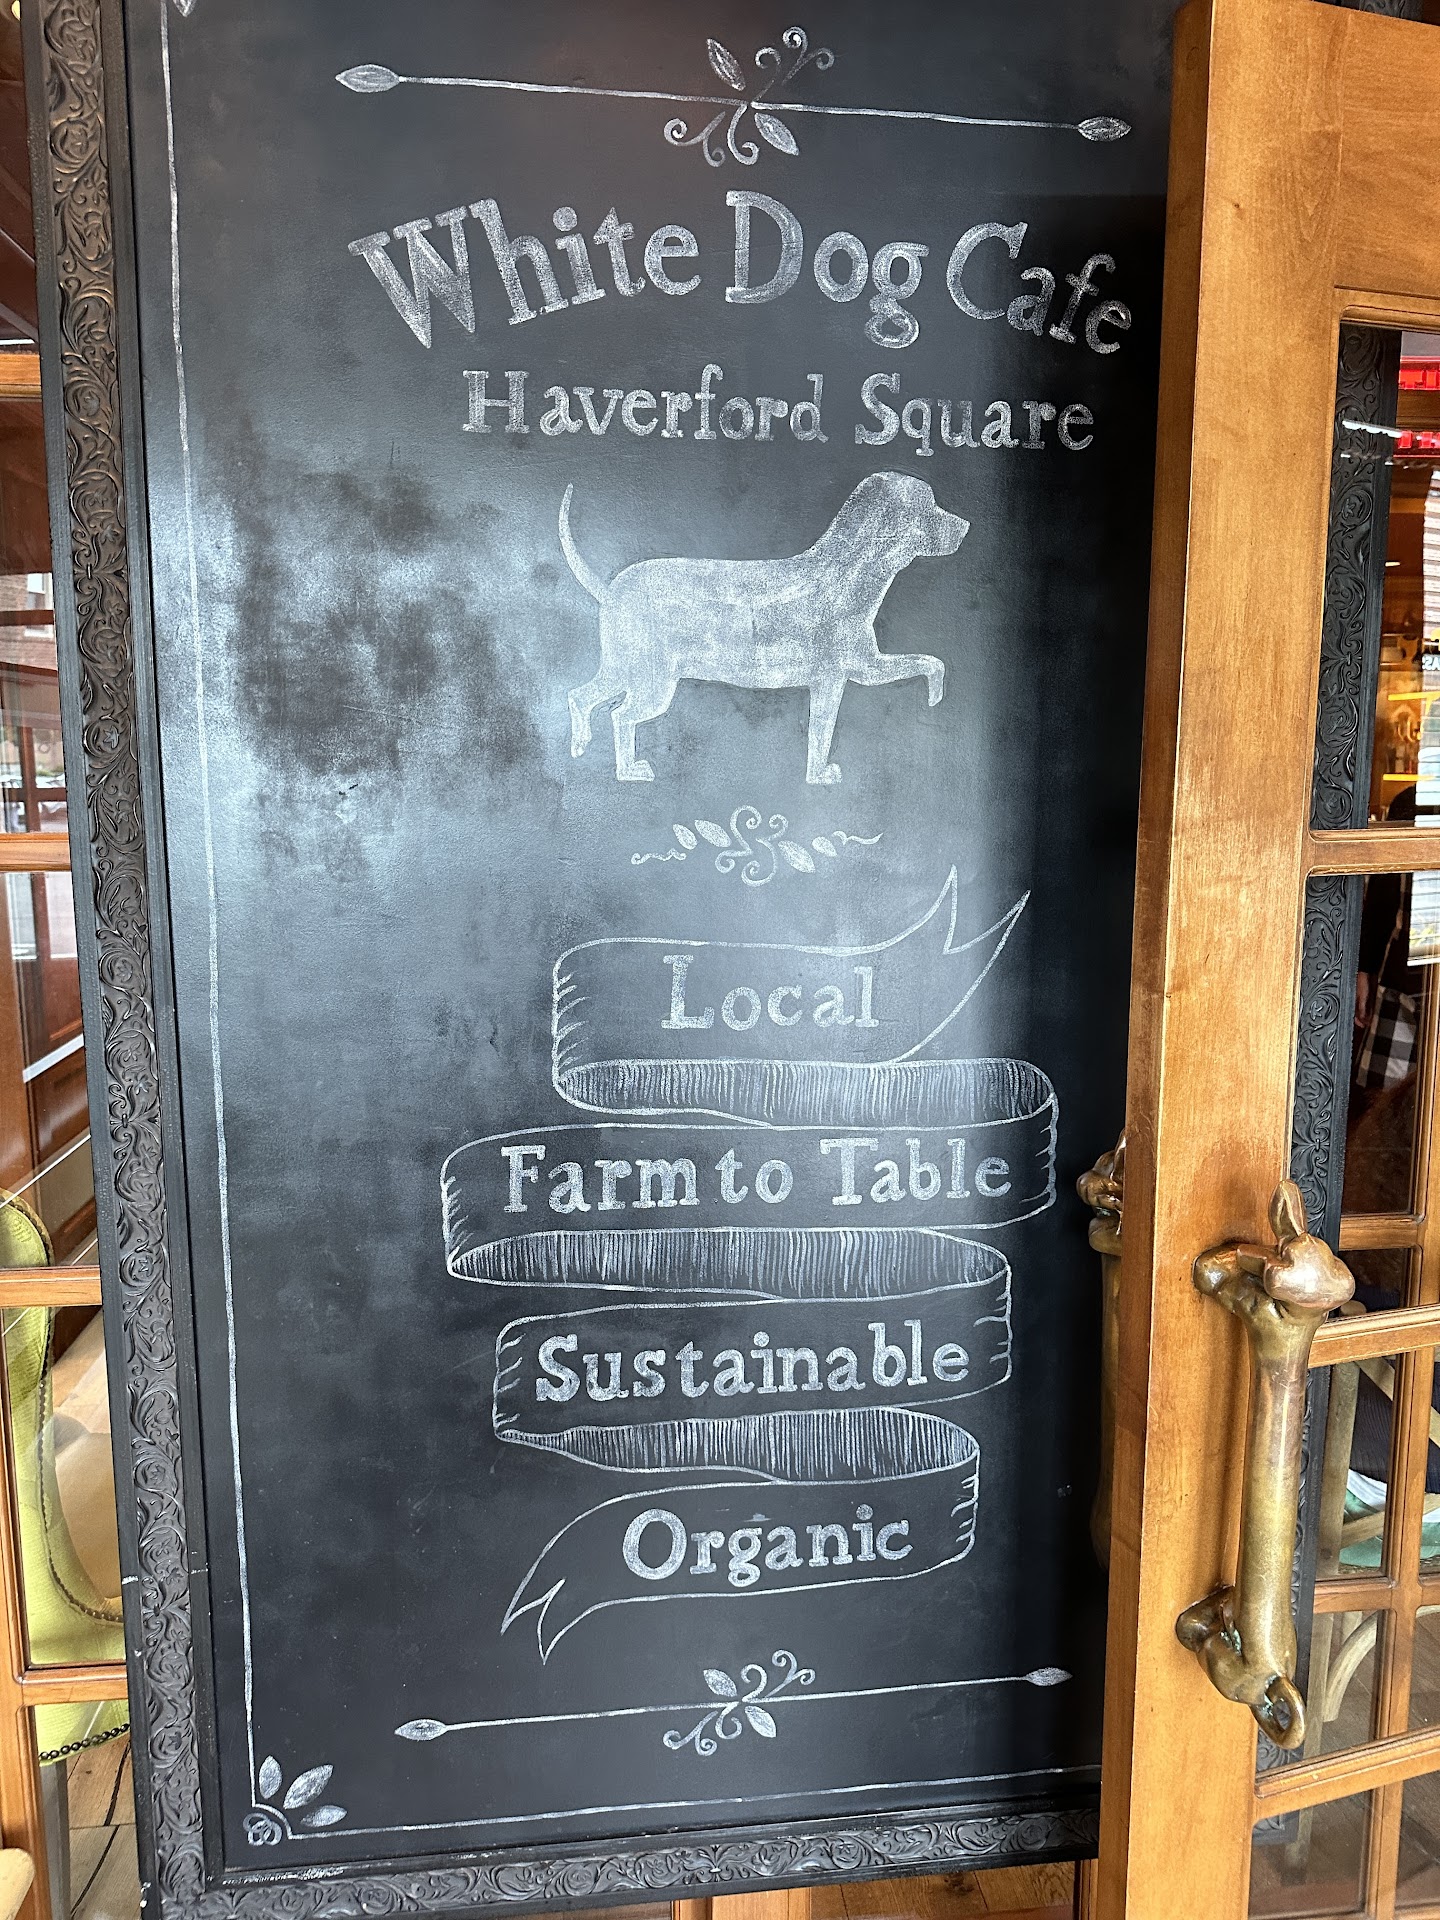 White Dog Cafe
Haverford Square
Local
Farm to Table
Sustainable
Organic